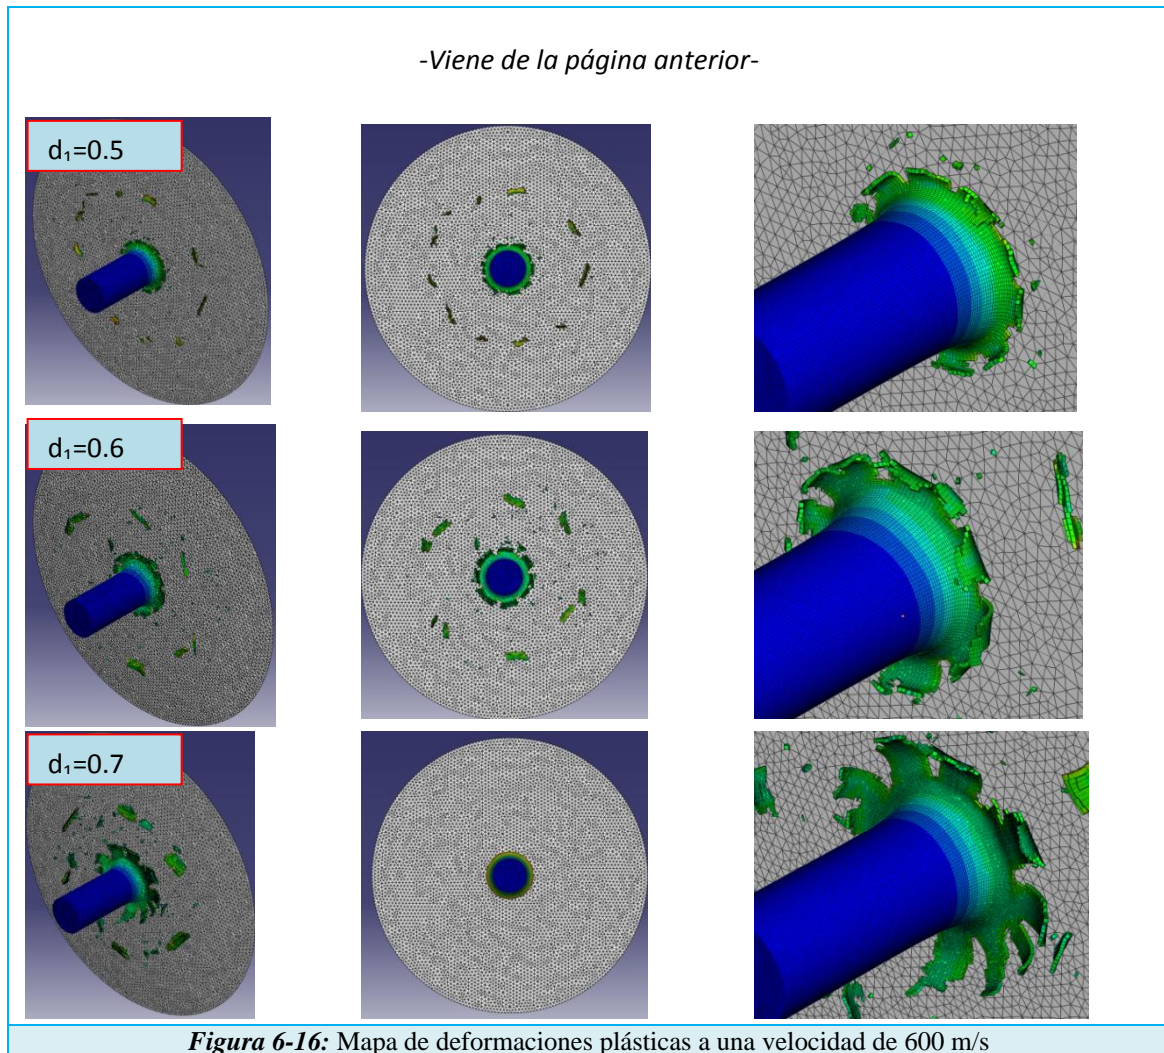 -Viene de la página anterior-
d₁=0.5
d₁=0.6
d₁=0.7
Figura 6-16: Mapa de deformaciones plásticas a una velocidad de 600 m/s